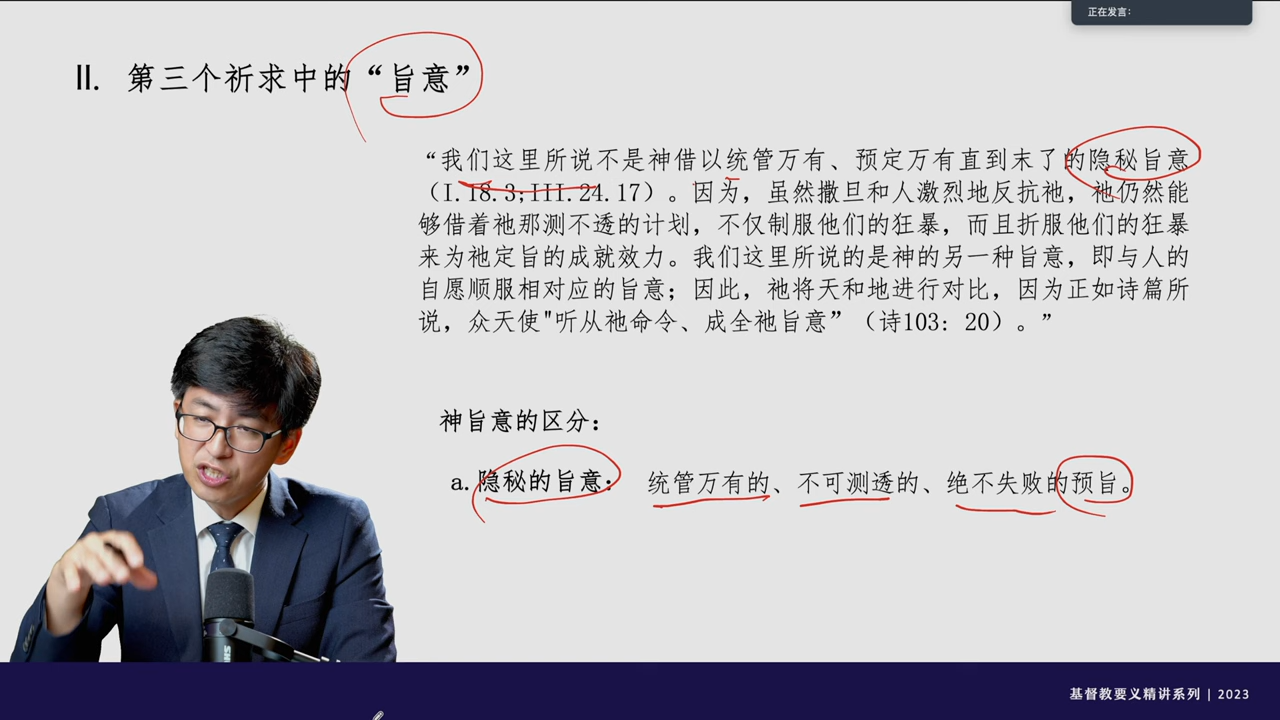 正在发言：
II. 第三个祈求中的“旨意”
“我们这里所说不是神借以统管万有、预定万有直到末了的隐秘旨意
（I.18.3;III.24.17）。因为，虽然撒旦和人激烈地反抗祂，祂仍然能
够借着祂那测不透的计划，不仅制服他们的狂暴，而且折服他们的狂暴
来为祂定旨的成就效力。我们这里所说的是神的另一种旨意，即与人的
自愿顺服相对应的旨意；因此，祂将天和地进行对比，因为正如诗篇所
说，众天使"听从祂命令、成全祂旨意”（诗103：20）。”
神旨意的区分：
a. 隐秘的旨意： 统管万有的、不可测透的、绝不失败的预旨。
基督教要义精讲系列 | 2023